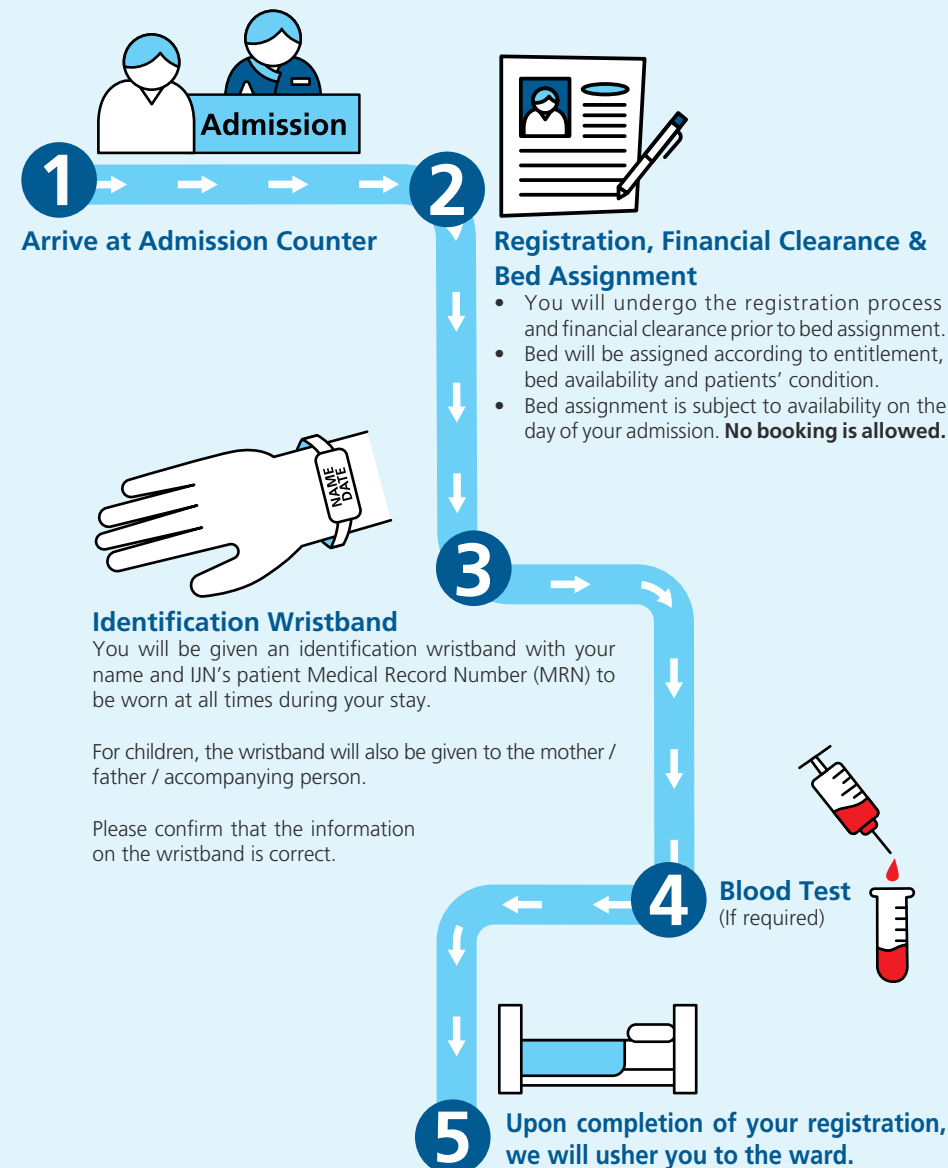 Admission
1
2
Arrive at Admission Counter
Registration, Financial Clearance &
Bed Assignment
• You will undergo the registration process
and financial clearance prior to bed assignment.
• Bed will be assigned according to entitlement,
bed availability and patients’ condition.
• Bed assignment is subject to availability on the
day of your admission. No booking is allowed.
NAME
DATE
3
Identification Wristband
You will be given an identification wristband with your
name and IJN’s patient Medical Record Number (MRN) to
be worn at all times during your stay.
For children, the wristband will also be given to the mother /
father / accompanying person.
Please confirm that the information
on the wristband is correct.
4
Blood Test
(If required)
5
Upon completion of your registration,
we will usher you to the ward.